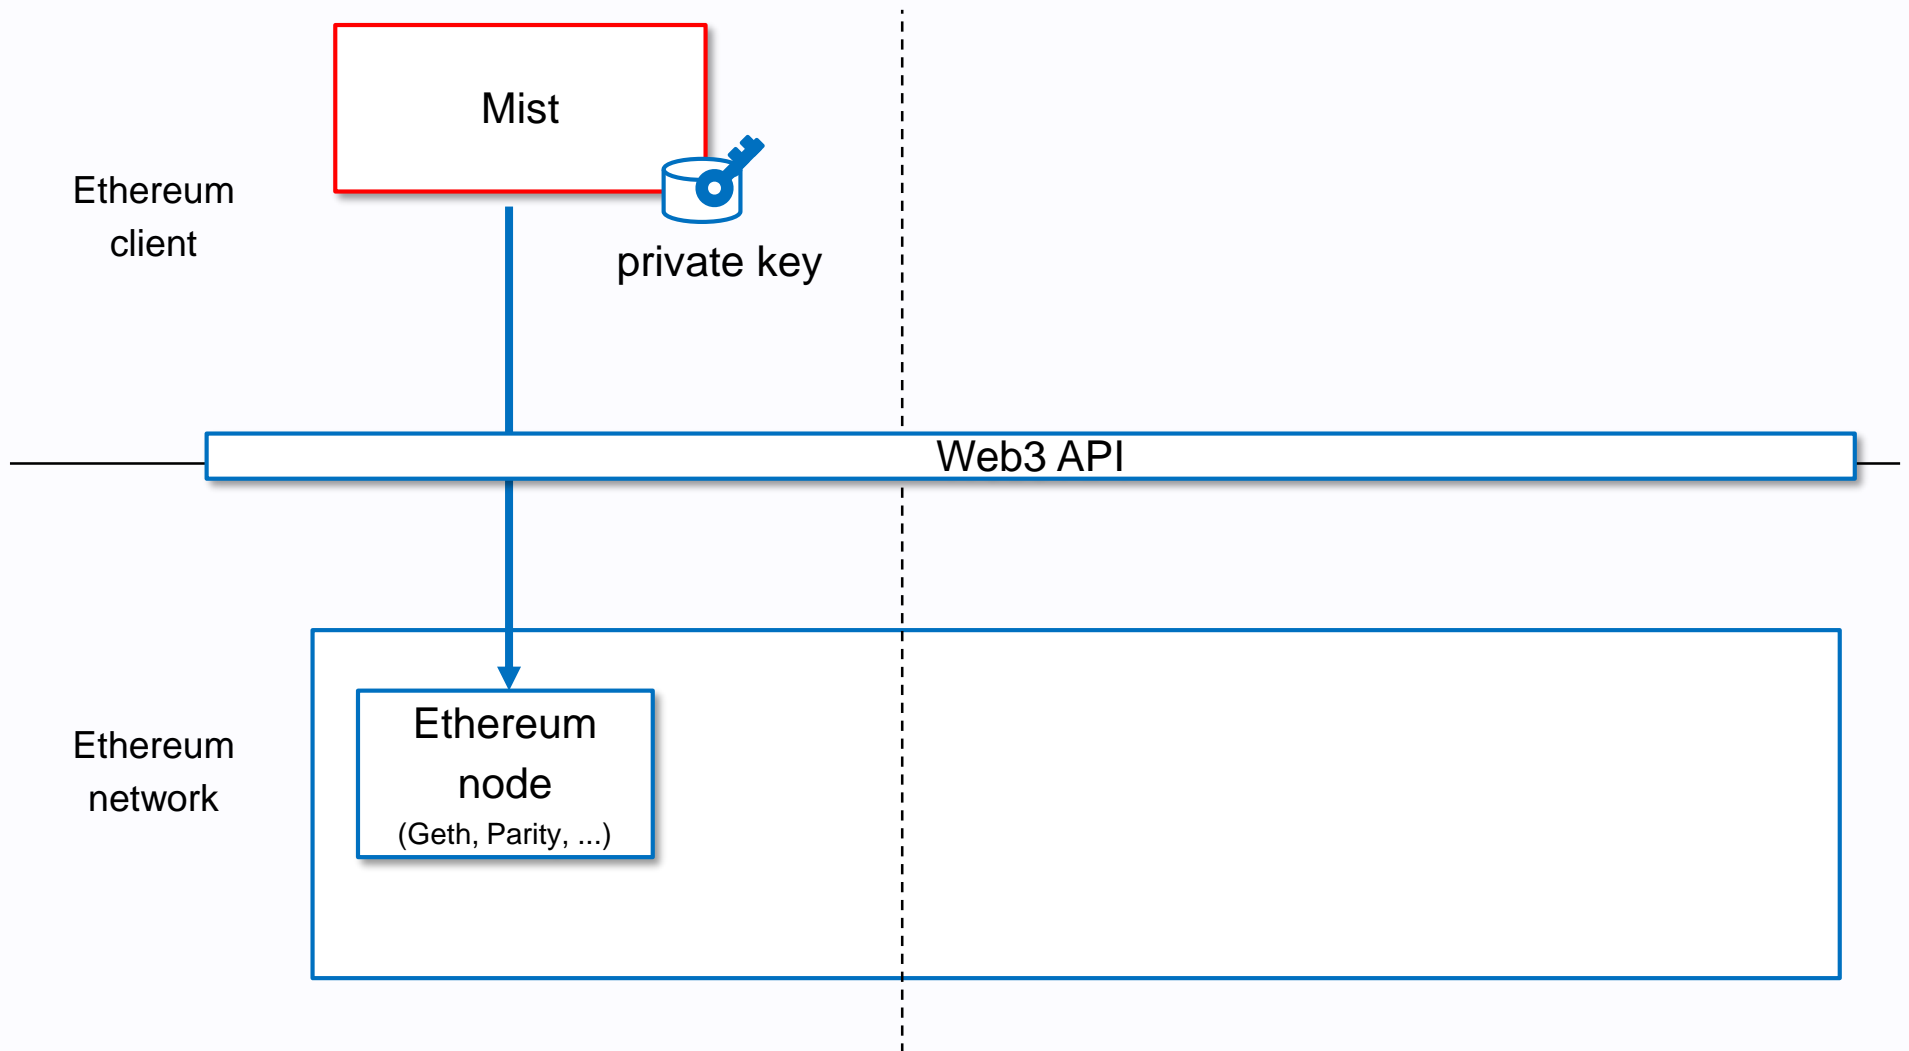 Mist
Ethereum
client
private key
Web3 API
Ethereum
node
(Geth, Parity, ...)
Ethereum
network